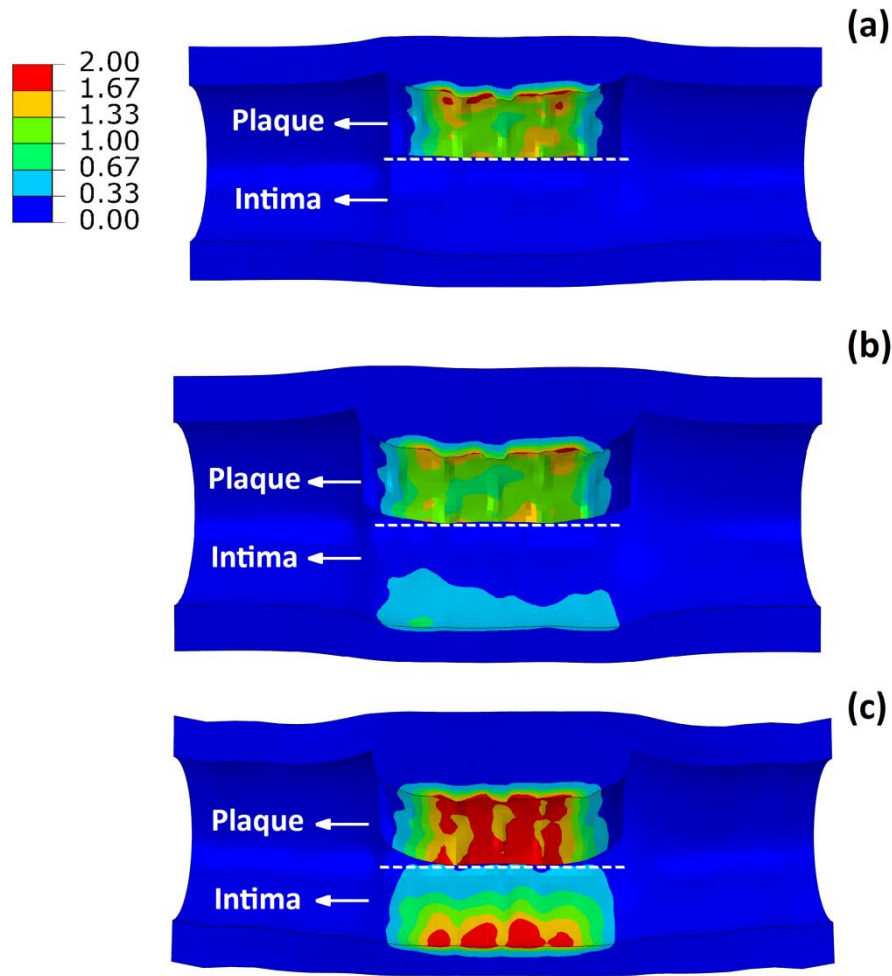 (a)
2.00
1.67
1.33
1.00
0.67
0.33
0.00
Plaque
Intima
(b)
Plaque
Intima
(c)
Plaque
Intima